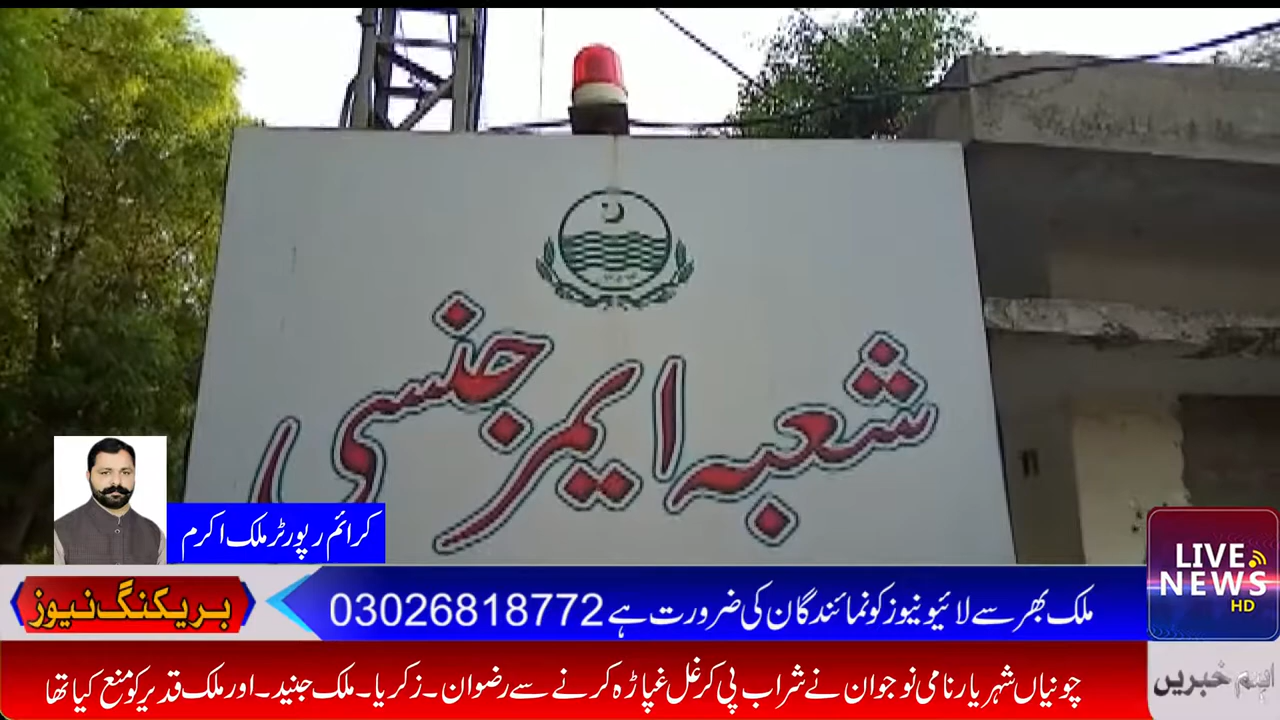 شعبہ ایمرجنسی
کرائم رپورٹر ملک اکرم
LIVE
NEWS
HD
بریکنگ نیوز
ملک بھر سے لائیو نیوز کو نمائندگان کی ضرورت ہے 03026818772
اہم خبریں
چونیاں شہریار نامی نوجوان نے شراب پی کر غل غپاڑہ کرنے سے رضوان۔ زکریا۔ ملک جنید۔ اور ملک قدیر کو منع کیا تھا